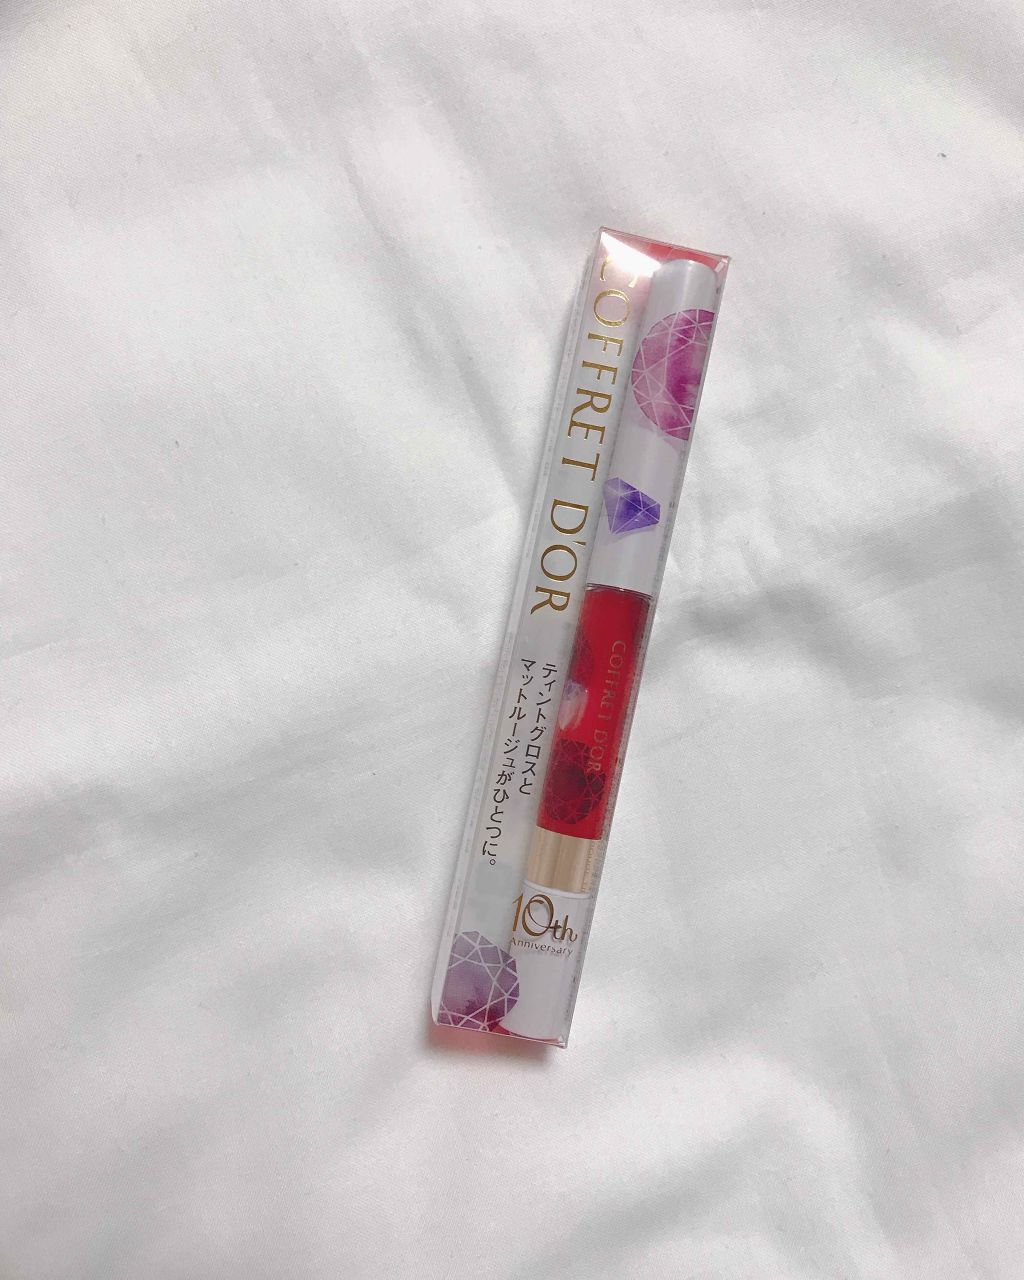 COFFRET D'OR
ティントグロスと
マットルージュがひとつに。
COFFRET D'OR
10th
Anniversary